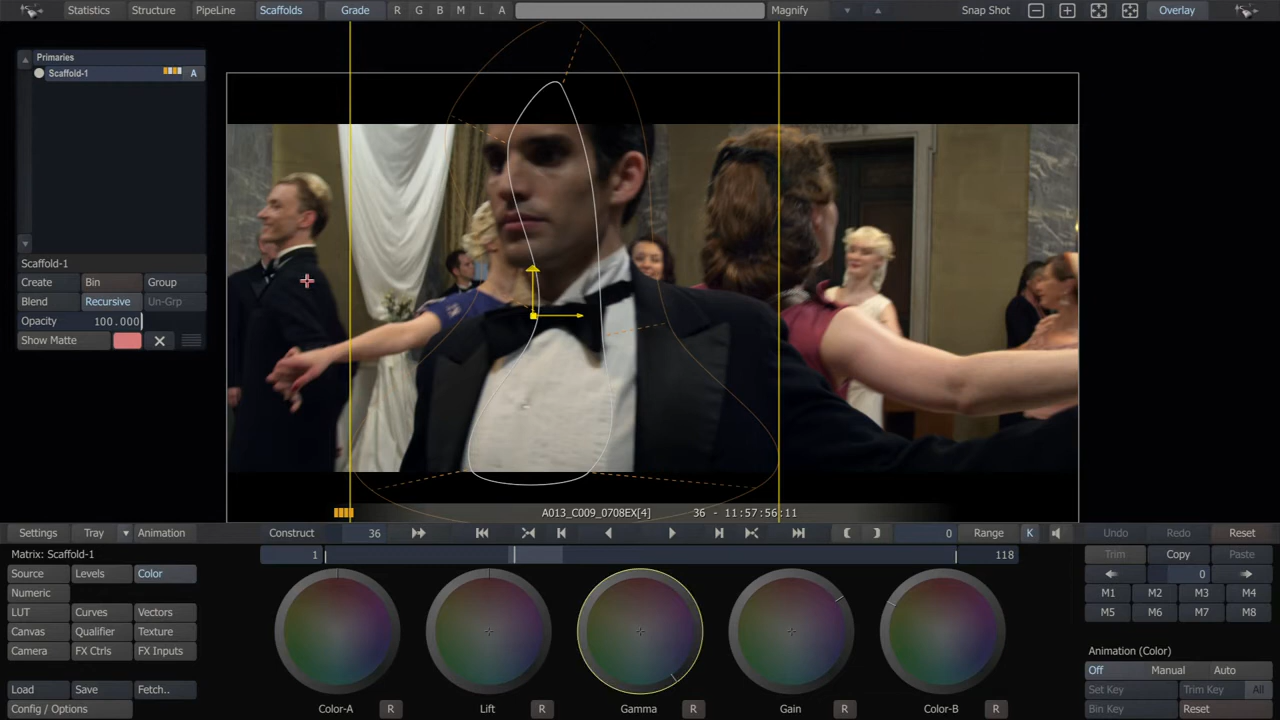 Statistics Structure PipeLine Scaffolds Grade R G B M L A Magnify Snap Shot Overlay
Primaries
Scaffold-1 A
Scaffold-1
Create Bin Group
Blend Recursive Un-Grp
Opacity 100.000
Show Matte
A013_C009_0708EX[4] 36 - 11:57:56:11
Settings Tray Animation Construct 36 0 Range K Undo Redo Reset
Matrix: Scaffold-1 1 118 Trim Copy Paste
Source Levels Color 0
Numeric M1 M2 M3 M4
LUT Curves Vectors M5 M6 M7 M8
Canvas Qualifier Texture
Camera FX Ctrls FX Inputs Animation (Color)
Off Manual Auto
Load Save Fetch.. Set Key Trim Key All
Config / Options Color-A R Lift R Gamma R Gain R Color-B R Bin Key Reset